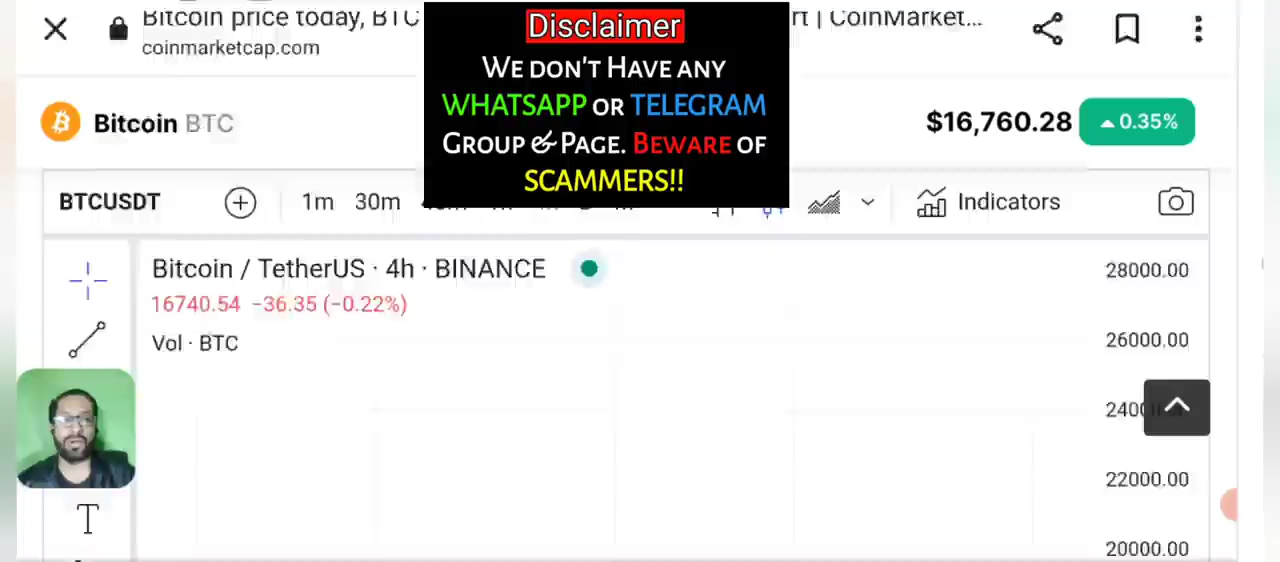 Bitcoin price today, BTC
rt | CoinMarket...
coinmarketcap.com
Disclaimer
WE DON'T HAVE ANY
WHATSAPP OR TELEGRAM
GROUP & PAGE. BEWARE OF
SCAMMERS!!
Bitcoin BTC
$16,760.28
0.35%
BTCUSDT
1m 30m
Indicators
Bitcoin / TetherUS · 4h · BINANCE
16740.54 −36.35 (−0.22%)
Vol · BTC
28000.00
26000.00
22000.00
20000.00
T